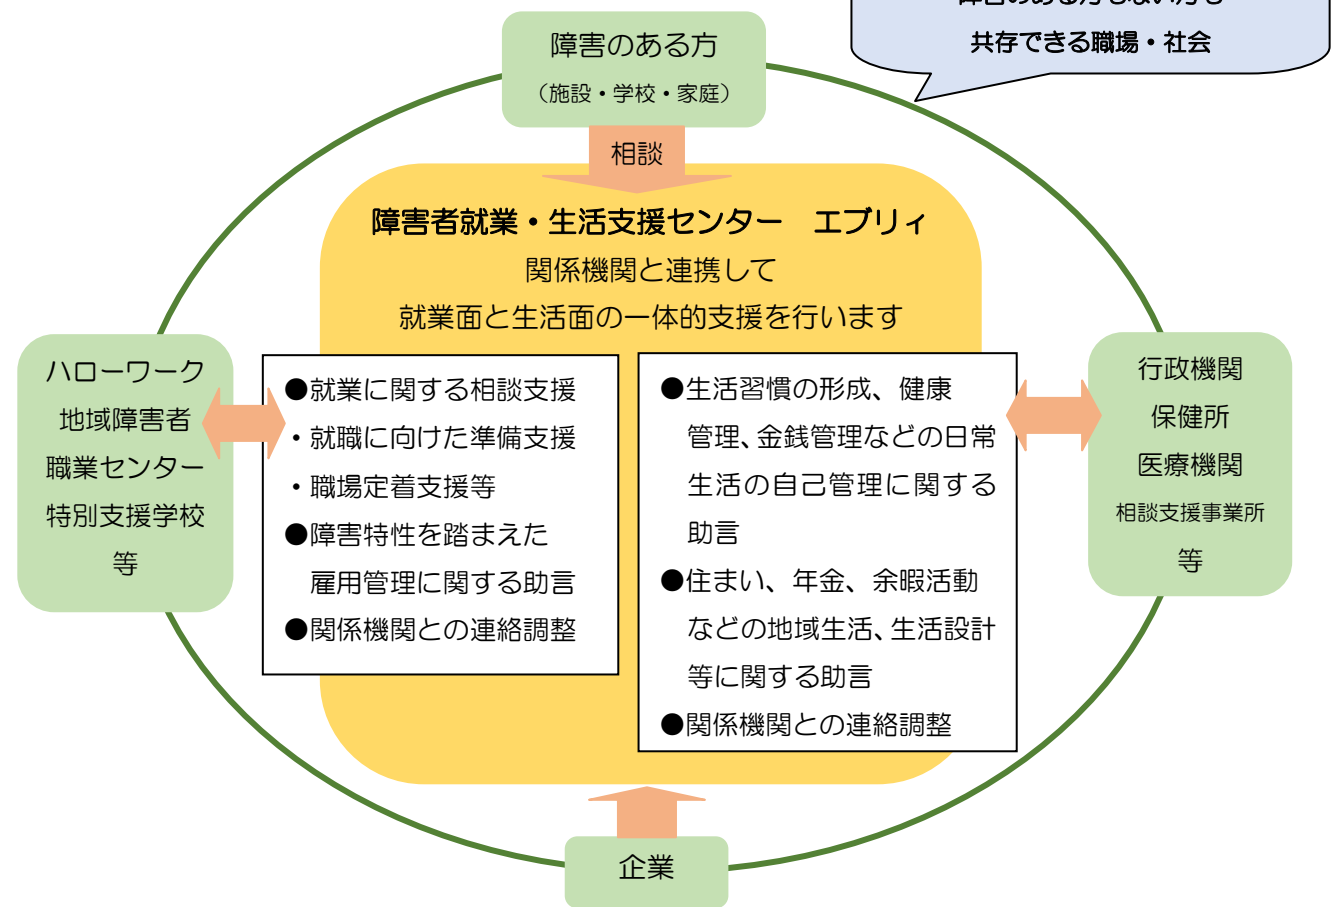 障害のある方もない方も
共存できる職場・社会
障害のある方
（施設・学校・家庭）
相談
障害者就業・生活支援センター　エブリィ
関係機関と連携して
就業面と生活面の一体的支援を行います
ハローワーク
地域障害者
職業センター
特別支援学校
等
●就業に関する相談支援
・就職に向けた準備支援
・職場定着支援等
●障害特性を踏まえた
雇用管理に関する助言
●関係機関との連絡調整
●生活習慣の形成、健康
管理、金銭管理などの日常
生活の自己管理に関する
助言
●住まい、年金、余暇活動
などの地域生活、生活設計
等に関する助言
●関係機関との連絡調整
行政機関
保健所
医療機関
相談支援事業所
等
企業